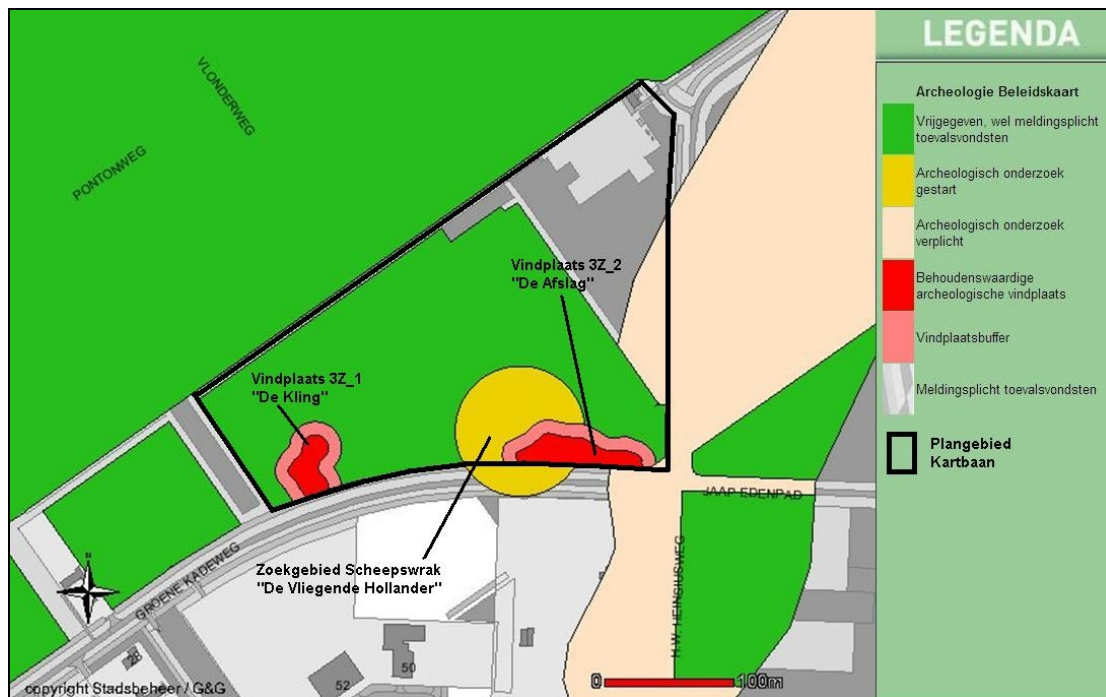 VLONDERWEG
PONTONWEG
Vindplaats 3Z_2
"De Afslag"
Vindplaats 3Z_1
"De Kling"
Zoekgebied Scheepswrak
"De Vliegende Hollander"
GROENE KADEWEG
JAAP EDENPAD
H.W. HEINSIUSWEG
N
28
52
50
0 100m
copyright Stadsbeheer / G&G
LEGENDA
Archeologie Beleidskaart
Vrijgegeven, wel meldingsplicht
toevalsvondsten
Archeologisch onderzoek
gestart
Archeologisch onderzoek
verplicht
Behoudenswaardige
archeologische vindplaats
Vindplaatsbuffer
Meldingsplicht toevalsvondsten
Plangebied
Kartbaan